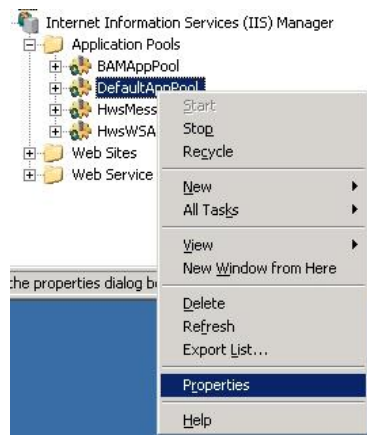 Internet Information Services (IIS) Manager
Application Pools
BAMAppPool
DefaultAppPool
HwsMess
HwsWSA
Web Sites
Web Service
Start
Stop
Recycle
New
All Tasks
View
New Window from Here
Delete
Refresh
Export List...
Properties
Help
the properties dialog b